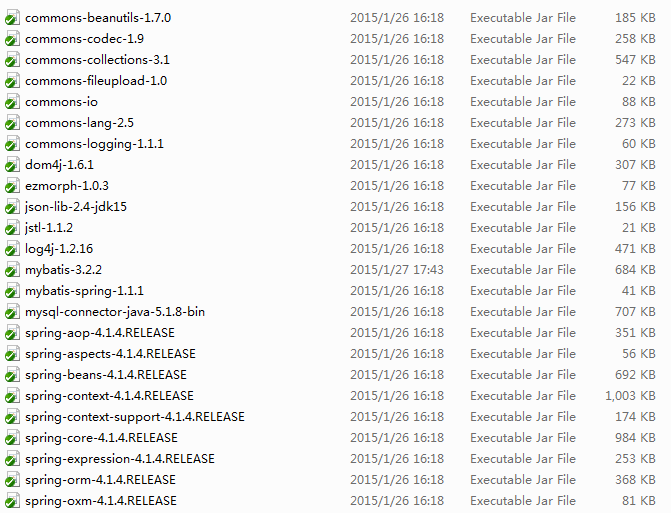 commons-beanutils-1.7.0 2015/1/26 16:18 Executable Jar File 185 KB
commons-codec-1.9 2015/1/26 16:18 Executable Jar File 258 KB
commons-collections-3.1 2015/1/26 16:18 Executable Jar File 547 KB
commons-fileupload-1.0 2015/1/26 16:18 Executable Jar File 22 KB
commons-io 2015/1/26 16:18 Executable Jar File 88 KB
commons-lang-2.5 2015/1/26 16:18 Executable Jar File 273 KB
commons-logging-1.1.1 2015/1/26 16:18 Executable Jar File 60 KB
dom4j-1.6.1 2015/1/26 16:18 Executable Jar File 307 KB
ezmorph-1.0.3 2015/1/26 16:18 Executable Jar File 77 KB
json-lib-2.4-jdk15 2015/1/26 16:18 Executable Jar File 156 KB
jstl-1.1.2 2015/1/26 16:18 Executable Jar File 21 KB
log4j-1.2.16 2015/1/26 16:18 Executable Jar File 471 KB
mybatis-3.2.2 2015/1/27 17:43 Executable Jar File 684 KB
mybatis-spring-1.1.1 2015/1/26 16:18 Executable Jar File 41 KB
mysql-connector-java-5.1.8-bin 2015/1/26 16:18 Executable Jar File 707 KB
spring-aop-4.1.4.RELEASE 2015/1/26 16:18 Executable Jar File 351 KB
spring-aspects-4.1.4.RELEASE 2015/1/26 16:18 Executable Jar File 56 KB
spring-beans-4.1.4.RELEASE 2015/1/26 16:18 Executable Jar File 692 KB
spring-context-4.1.4.RELEASE 2015/1/26 16:18 Executable Jar File 1,003 KB
spring-context-support-4.1.4.RELEASE 2015/1/26 16:18 Executable Jar File 174 KB
spring-core-4.1.4.RELEASE 2015/1/26 16:18 Executable Jar File 984 KB
spring-expression-4.1.4.RELEASE 2015/1/26 16:18 Executable Jar File 253 KB
spring-orm-4.1.4.RELEASE 2015/1/26 16:18 Executable Jar File 368 KB
spring-oxm-4.1.4.RELEASE 2015/1/26 16:18 Executable Jar File 81 KB